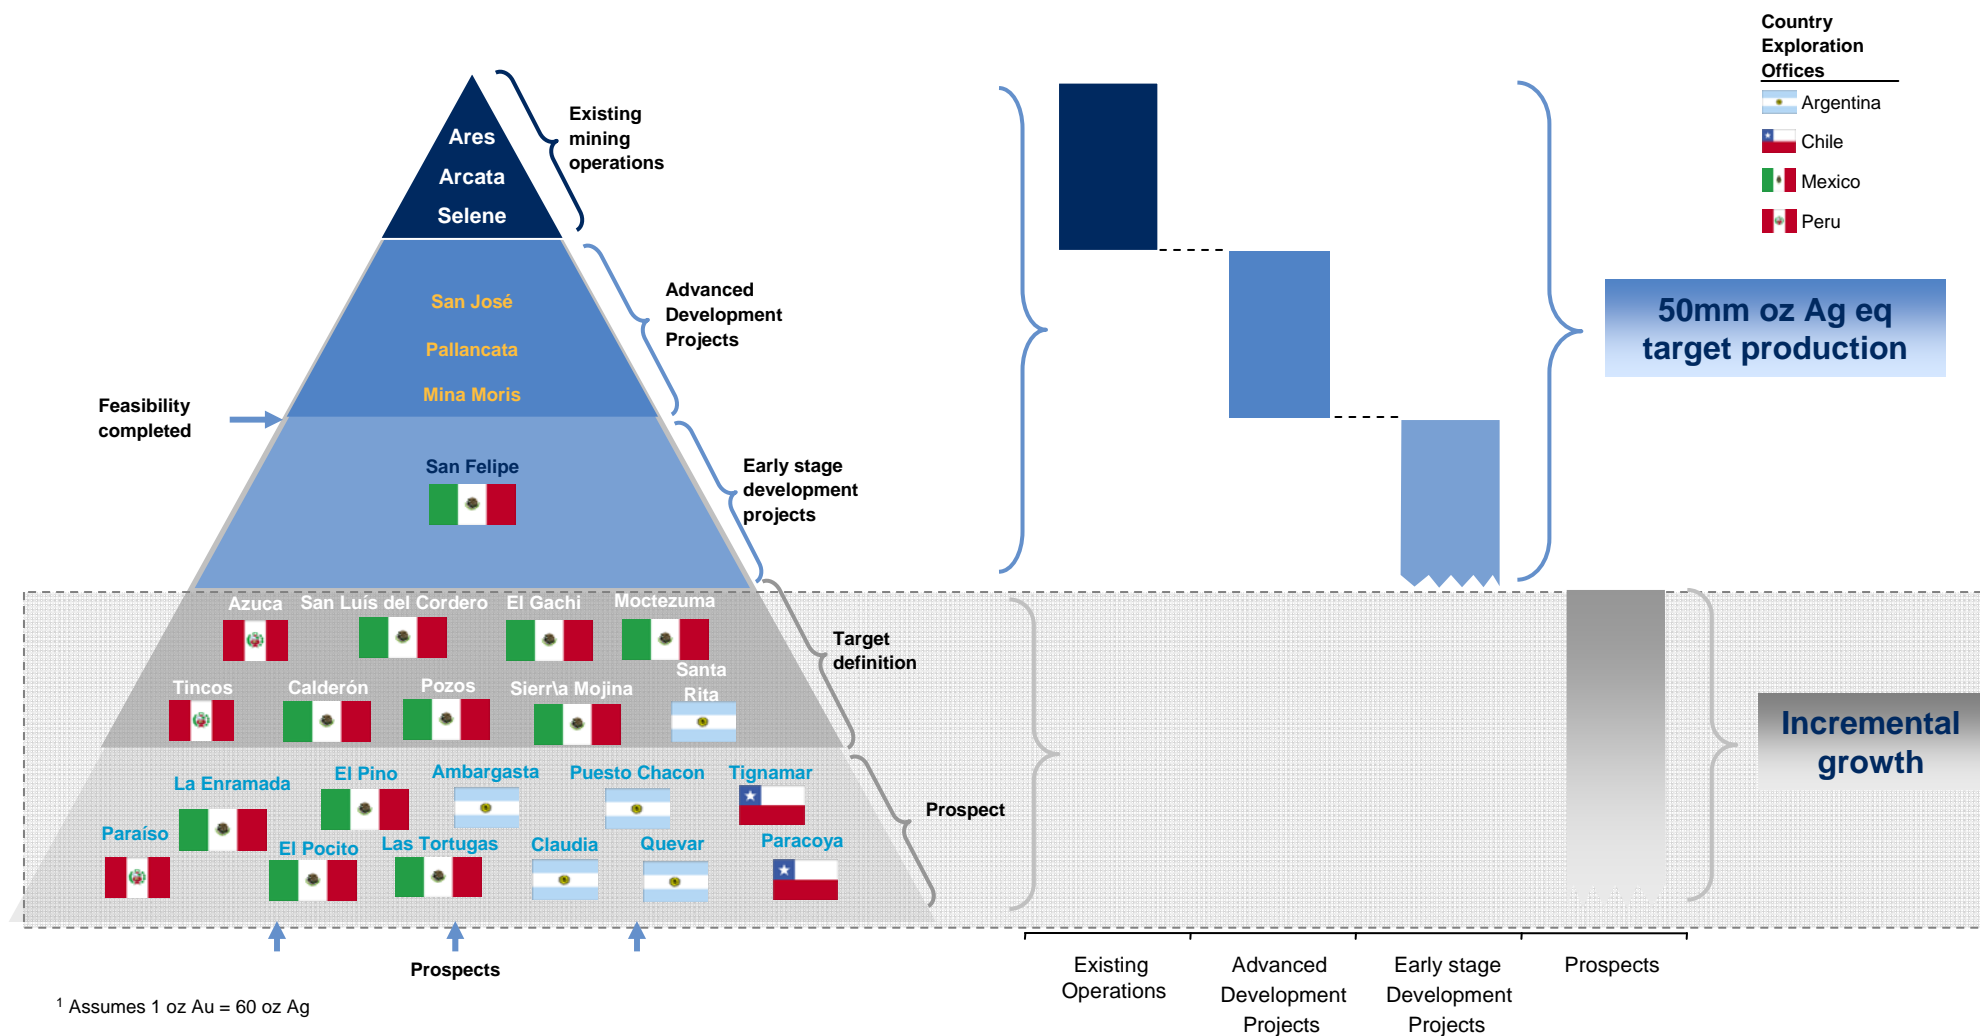 Country
Exploration
Offices
Argentina
Chile
Mexico
Peru
Ares
Arcata
Selene
Existing
mining
operations
San José
Pallancata
Mina Moris
Advanced
Development
Projects
Feasibility
completed
San Felipe
Early stage
development
projects
50mm oz Ag eq
target production
Azuca
San Luís del Cordero
El Gachi
Moctezuma
Tincos
Calderón
Pozos
Sierr\a Mojina
Santa
Rita
Target
definition
La Enramada
El Pino
Ambargasta
Puesto Chacon
Tignamar
Paraíso
El Pocito
Las Tortugas
Claudia
Quevar
Paracoya
Prospect
Incremental
growth
Prospects
Existing
Operations
Advanced
Development
Projects
Early stage
Development
Projects
Prospects
1 Assumes 1 oz Au = 60 oz Ag